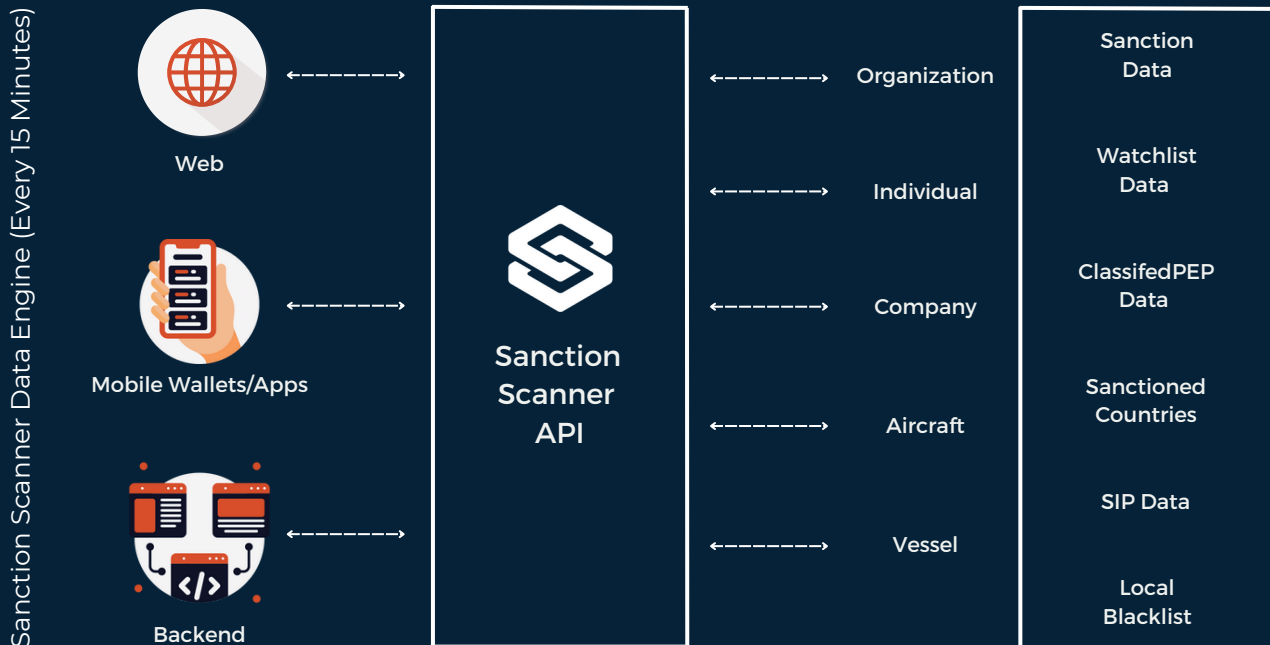 Sanction Scanner Data Engine (Every 15 Minutes)
Web
Mobile Wallets/Apps
Backend
Sanction
Scanner
API
Organization
Individual
Company
Aircraft
Vessel
Sanction
Data
Watchlist
Data
ClassifedPEP
Data
Sanctioned
Countries
SIP Data
Local
Blacklist